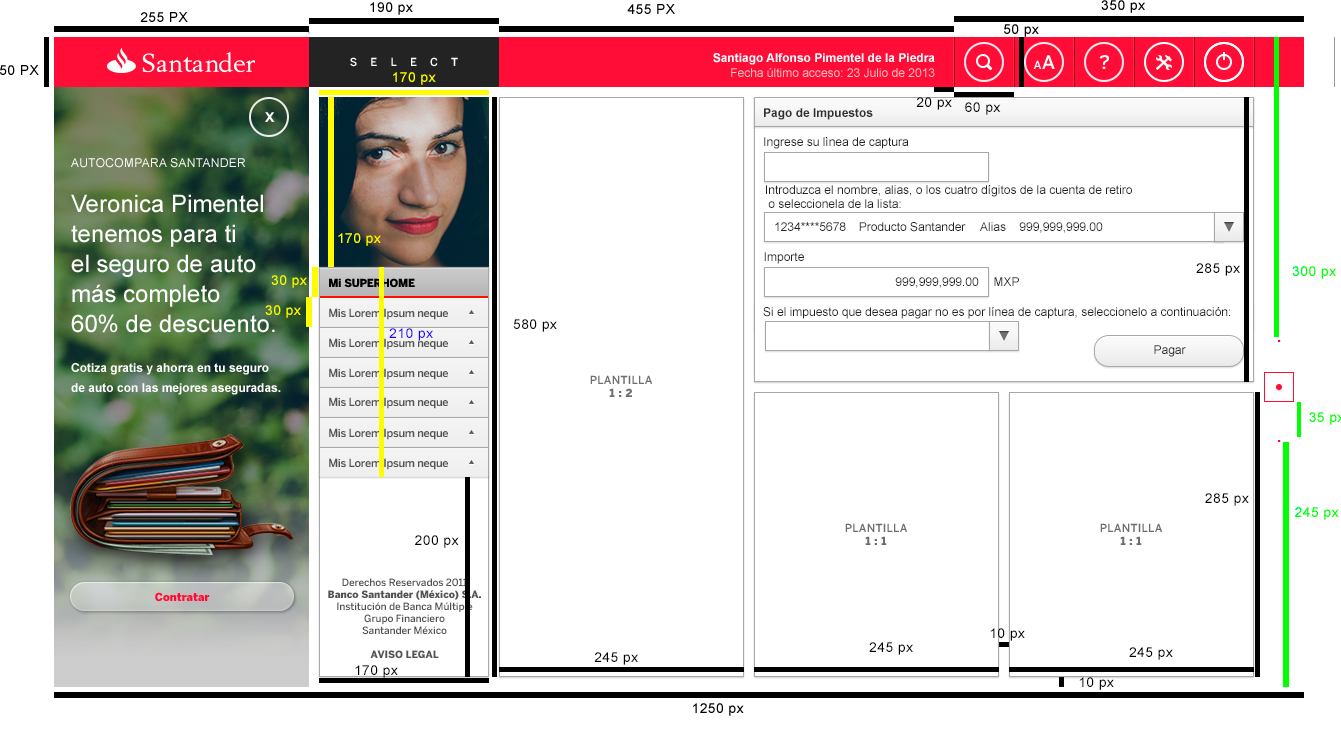 255 PX
190 px
455 PX
350 px
50 px
50 PX
Santander
S E L E C T
170 px
Santiago Alfonso Pimentel de la Piedra
Fecha último acceso: 23 Julio de 2013
AA
?
20 px
60 px
X
AUTOCOMPARA SANTANDER
Veronica Pimentel
tenemos para ti
el seguro de auto
más completo
60% de descuento.
Cotiza gratis y ahorra en tu seguro
de auto con las mejores aseguradas.
Contratar
170 px
30 px
30 px
Mi SUPERHOME
Mis Lorem Ipsum neque
210 px
Mis Lorem Ipsum neque
Mis Lorem Ipsum neque
Mis Lorem Ipsum neque
Mis Lorem Ipsum neque
Mis Lorem Ipsum neque
200 px
Derechos Reservados 2011
Banco Santander (México) S.A.
Institución de Banca Múltiple
Grupo Financiero
Santander México
AVISO LEGAL
170 px
580 px
PLANTILLA
1 : 2
245 px
Pago de Impuestos
Ingrese su linea de captura
Introduzca el nombre, alias, o los cuatro dígitos de la cuenta de retiro
o seleccionela de la lista:
1234****5678 Producto Santander Alias 999,999,999.00
Importe
999,999,999.00 MXP
285 px
Si el impuesto que desea pagar no es por línea de captura, seleccionelo a continuación:
Pagar
300 px
35 px
PLANTILLA
1 : 1
245 px
10 px
285 px
PLANTILLA
1 : 1
245 px
245 px
10 px
1250 px